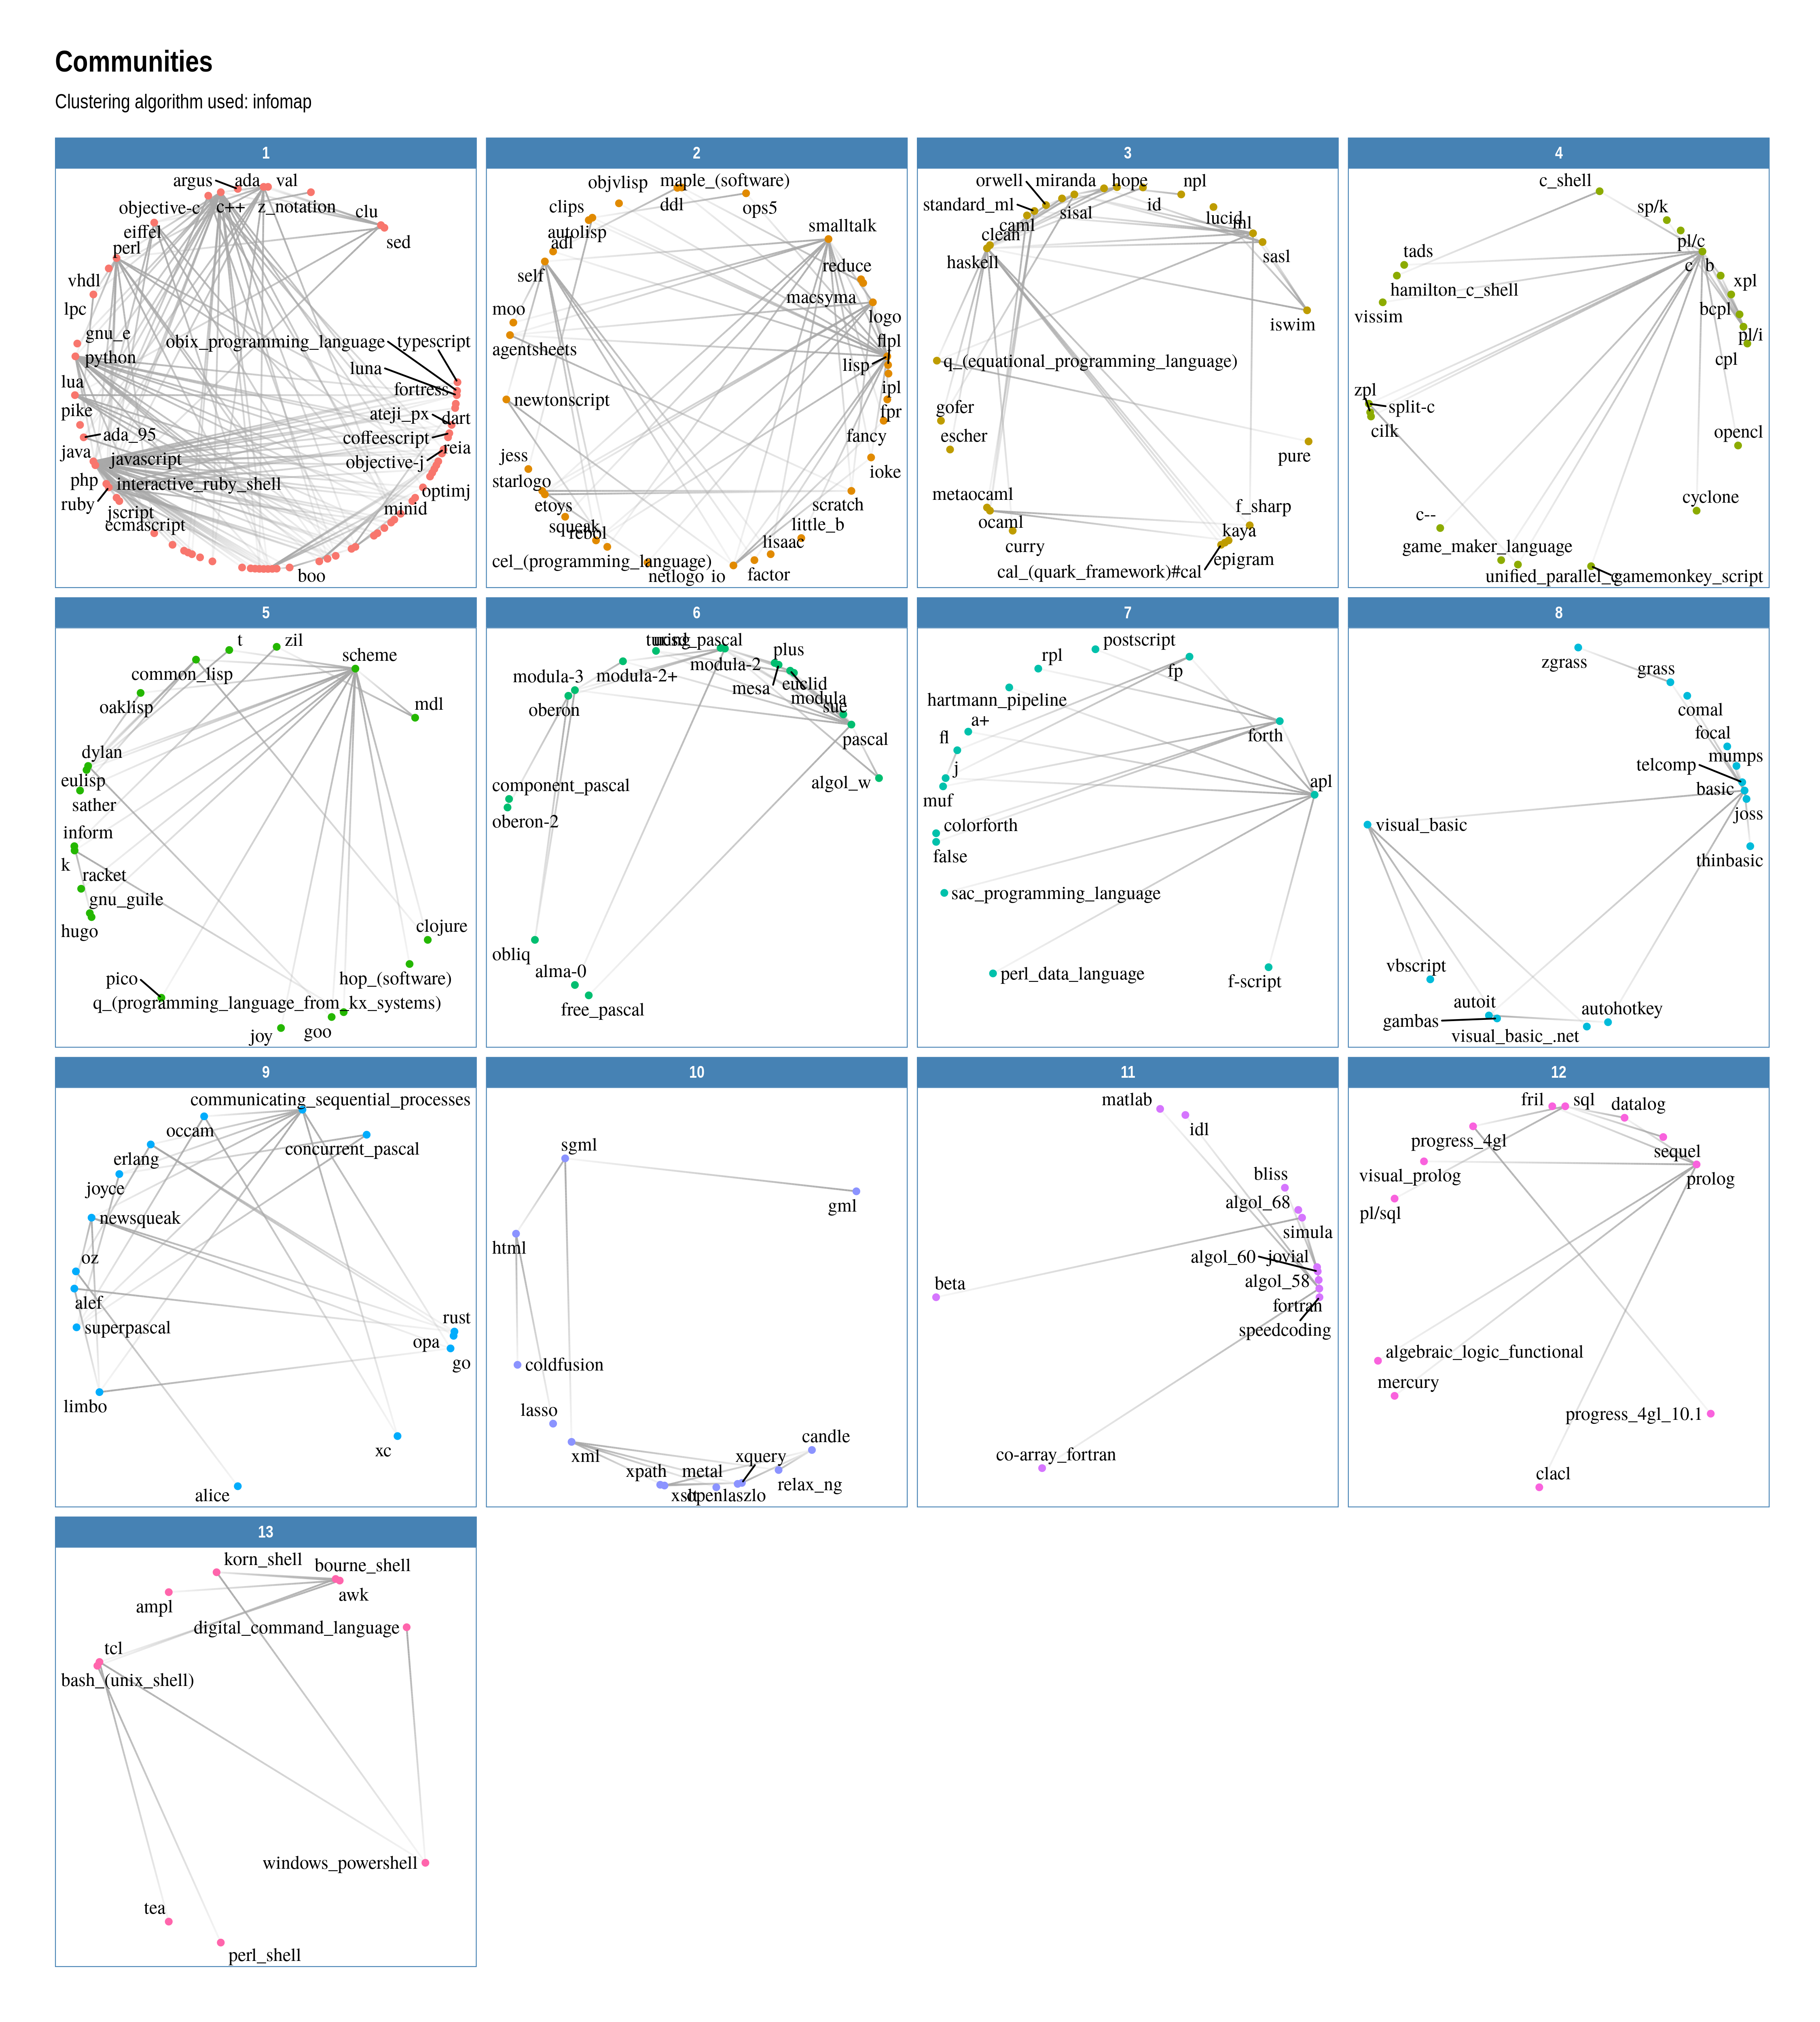 Communities
Clustering algorithm used: infomap
1
argus
ada
val
objective-c
c++
z_notation
clu
eiffel
sed
perl
vhdl
lpc
gnu_e
obix_programming_language
typescript
python
luna
lua
fortress
pike
ateji_px
dart
ada_95
coffeescript
java
javascript
reia
objective-j
php
interactive_ruby_shell
optimj
ruby
jscript
minid
ecmascript
boo
2
objvlisp
maple_(software)
clips
ddl
ops5
autolisp
smalltalk
adl
self
reduce
macsyma
moo
logo
flpl
agentsheets
lisp
ipl
newtonscript
fpr
fancy
jess
ioke
starlogo
etoys
scratch
squeak
little_b
rebol
lisaac
cel_(programming_language)
netlogo
io
factor
3
orwell
miranda
hope
npl
standard_ml
id
sisal
caml
lucid
ml
clean
haskell
sasl
iswim
q_(equational_programming_language)
gofer
escher
pure
metaocaml
f_sharp
ocaml
kaya
curry
epigram
cal_(quark_framework)#cal
4
c_shell
sp/k
pl/c
tads
c
b
xpl
hamilton_c_shell
vissim
bcpl
pl/i
cpl
zpl
split-c
cilk
opencl
cyclone
c--
game_maker_language
unified_parallel_c
gamemonkey_script
5
t
zil
scheme
common_lisp
oaklisp
mdl
dylan
eulisp
sather
inform
k
racket
gnu_guile
hugo
clojure
pico
hop_(software)
q_(programming_language_from_kx_systems)
joy
goo
6
turing
ucsd_pascal
plus
modula-3
modula-2+
modula-2
mesa
euclid
modula
sue
oberon
pascal
component_pascal
algol_w
oberon-2
obliq
alma-0
free_pascal
7
postscript
rpl
fp
hartmann_pipeline
a+
fl
forth
j
apl
muf
colorforth
false
sac_programming_language
perl_data_language
f-script
8
zgrass
grass
comal
focal
mumps
telcomp
basic
joss
visual_basic
thinbasic
vbscript
autoit
autohotkey
gambas
visual_basic_.net
9
communicating_sequential_processes
occam
concurrent_pascal
erlang
joyce
newsqueak
oz
alef
rust
superpascal
opa
go
limbo
xc
alice
10
sgml
gml
html
coldfusion
lasso
candle
xml
xquery
xpath
metal
relax_ng
xslt
openlaszlo
11
matlab
idl
bliss
algol_68
simula
algol_60
jovial
beta
algol_58
fortran
speedcoding
co-array_fortran
12
fril
sql
datalog
progress_4gl
sequel
visual_prolog
prolog
pl/sql
algebraic_logic_functional
mercury
progress_4gl_10.1
clacl
13
korn_shell
bourne_shell
ampl
awk
digital_command_language
tcl
bash_(unix_shell)
windows_powershell
tea
perl_shell